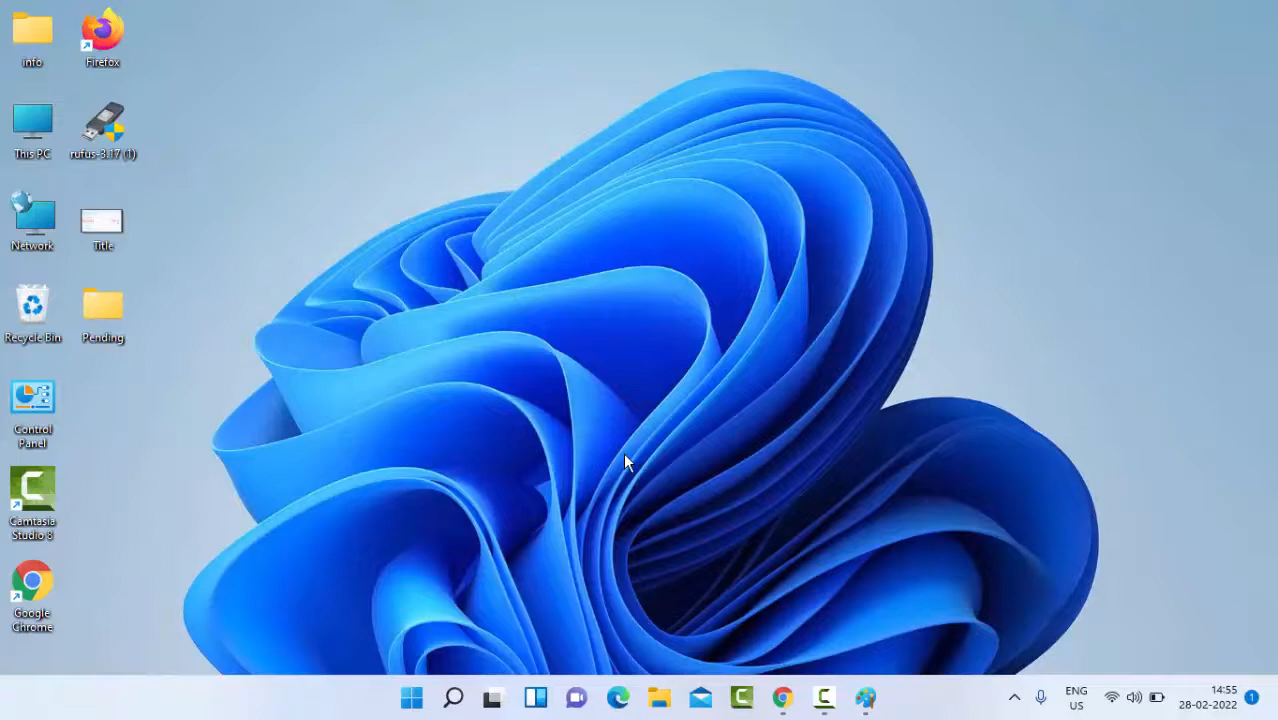 info
Firefox
This PC
rufus-3.17 (1)
Network
Title
Recycle Bin
Pending
Control
Panel
Camtasia
Studio 8
Google
Chrome
ENG
US
14:55
28-02-2022
1